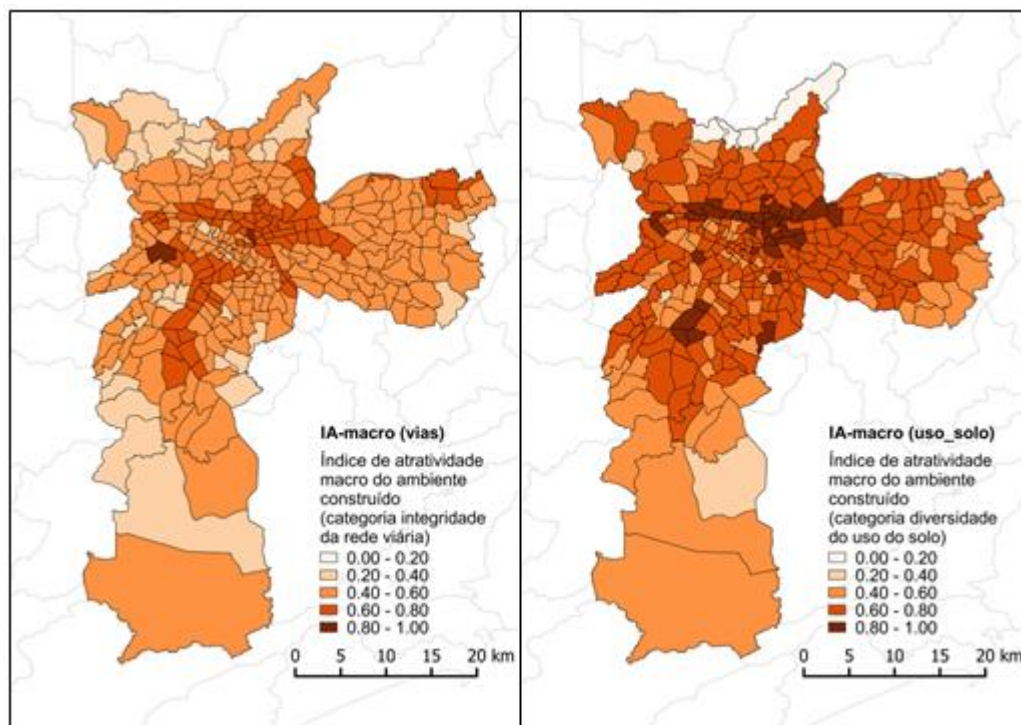 IA-macro (vias)
Índice de atratividade
macro do ambiente
construído
(categoria integridade
da rede viária)
0.00 - 0.20
0.20 - 0.40
0.40 - 0.60
0.60 - 0.80
0.80 - 1.00
0 5 10 15 20 km
IA-macro (uso_solo)
Índice de atratividade
macro do ambiente
construído
(categoria diversidade
do uso do solo)
0.00 - 0.20
0.20 - 0.40
0.40 - 0.60
0.60 - 0.80
0.80 - 1.00
0 5 10 15 20 km